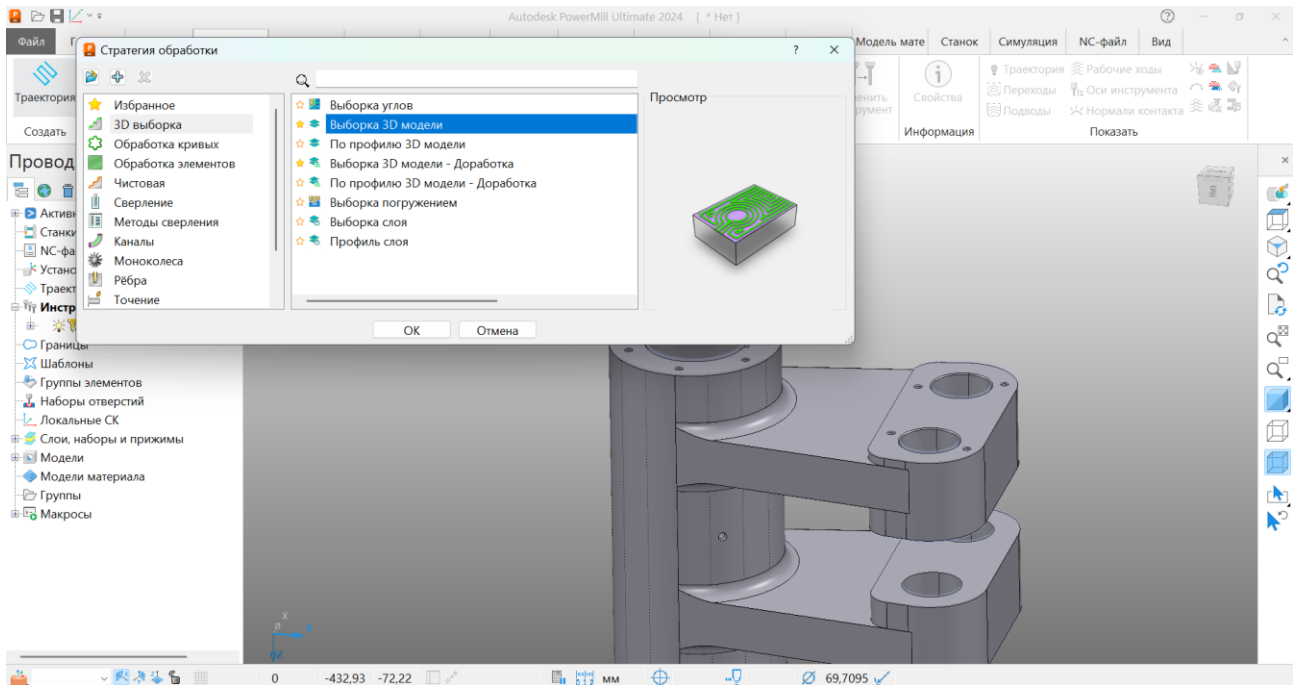 Autodesk PowerMill Ultimate 2024 [ * Нет ]
Файл
Модель мате Станок Симуляция NC-файл Вид
Стратегия обработки
Траектория
Создать
Избранное
3D выборка
Обработка кривых
Обработка элементов
Чистовая
Сверление
Методы сверления
Каналы
Моноколеса
Рёбра
Точение
Выборка углов
Выборка 3D модели
По профилю 3D модели
Выборка 3D модели - Доработка
По профилю 3D модели - Доработка
Выборка погружением
Выборка слоя
Профиль слоя
Просмотр
OK
Отмена
Свойства
Информация
Траектория Рабочие ходы
Переходы Оси инструмента
Подводы Нормали контакта
Показать
Провод
Актив
Станки
NC-фа
Устано
Траект
Инстр
Границы
Шаблоны
Группы элементов
Наборы отверстий
Локальные СК
Слои, наборы и прижимы
Модели
Модели материала
Группы
Макросы
Низ
X
0 -432,93 -72,22 мм 69,7095